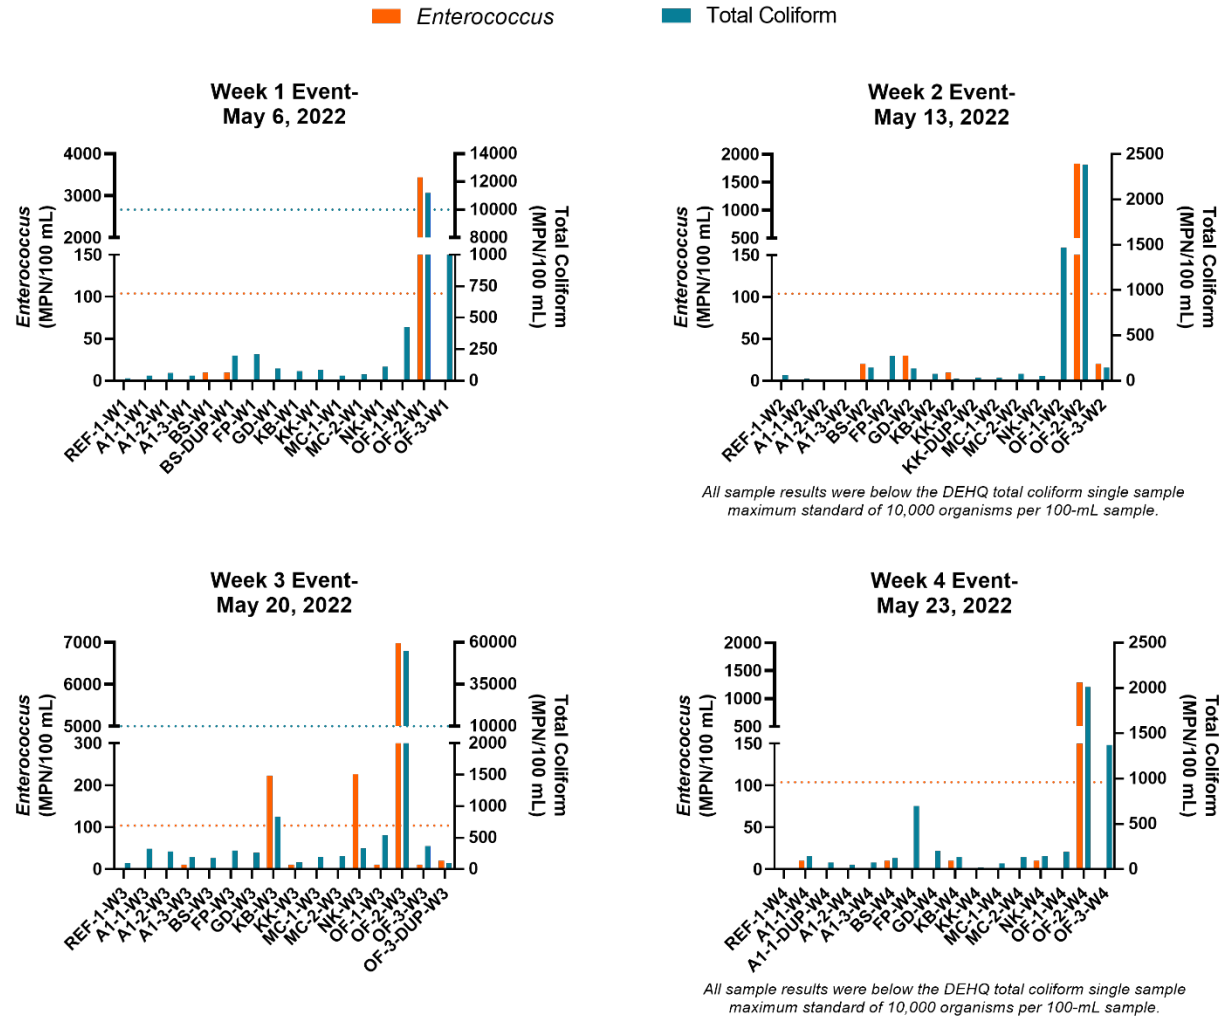 Enterococcus
Total Coliform
Week 1 Event-
May 6, 2022
4000
3000
2000
150
100
50
0
Enterococcus
(MPN/100 mL)
14000
12000
10000
8000
1000
750
500
250
0
Total Coliform
(MPN/100 mL)
REF-1-W1
A1-1-W1
A1-2-W1
A1-3-W1
BS-W1
BS-DUP-W1
FP-W1
GD-W1
KB-W1
KK-W1
MC-1-W1
MC-2-W1
NK-W1
OF-1-W1
OF-2-W1
OF-3-W1
Week 2 Event-
May 13, 2022
2000
1500
1000
500
150
100
50
0
Enterococcus
(MPN/100 mL)
2500
2000
1500
1000
500
0
Total Coliform
(MPN/100 mL)
REF-1-W2
A1-1-W2
A1-2-W2
A1-3-W2
BS-W2
FP-W2
GD-W2
KB-W2
KK-W2
KK-DUP-W2
MC-1-W2
MC-2-W2
NK-W2
OF-1-W2
OF-2-W2
OF-3-W2
All sample results were below the DEHQ total coliform single sample
maximum standard of 10,000 organisms per 100-mL sample.
Week 3 Event-
May 20, 2022
7000
6000
5000
300
200
100
0
Enterococcus
(MPN/100 mL)
60000
35000
10000
2000
1500
1000
500
0
Total Coliform
(MPN/100 mL)
REF-1-W3
A1-1-W3
A1-2-W3
A1-3-W3
BS-W3
FP-W3
GD-W3
KB-W3
KK-W3
MC-1-W3
MC-2-W3
NK-W3
OF-1-W3
OF-2-W3
OF-3-W3
OF-3-DUP-W3
Week 4 Event-
May 23, 2022
2000
1500
1000
500
150
100
50
0
Enterococcus
(MPN/100 mL)
2500
2000
1500
1000
500
0
Total Coliform
(MPN/100 mL)
REF-1-W4
A1-1-W4
A1-1-DUP-W4
A1-2-W4
A1-3-W4
BS-W4
FP-W4
GD-W4
KB-W4
KK-W4
MC-1-W4
MC-2-W4
NK-W4
OF-1-W4
OF-2-W4
OF-3-W4
All sample results were below the DEHQ total coliform single sample
maximum standard of 10,000 organisms per 100-mL sample.